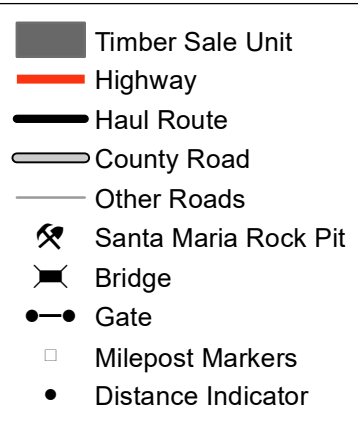 Timber Sale Unit
Highway
Haul Route
County Road
Other Roads
Santa Maria Rock Pit
Bridge
Gate
Milepost Markers
Distance Indicator